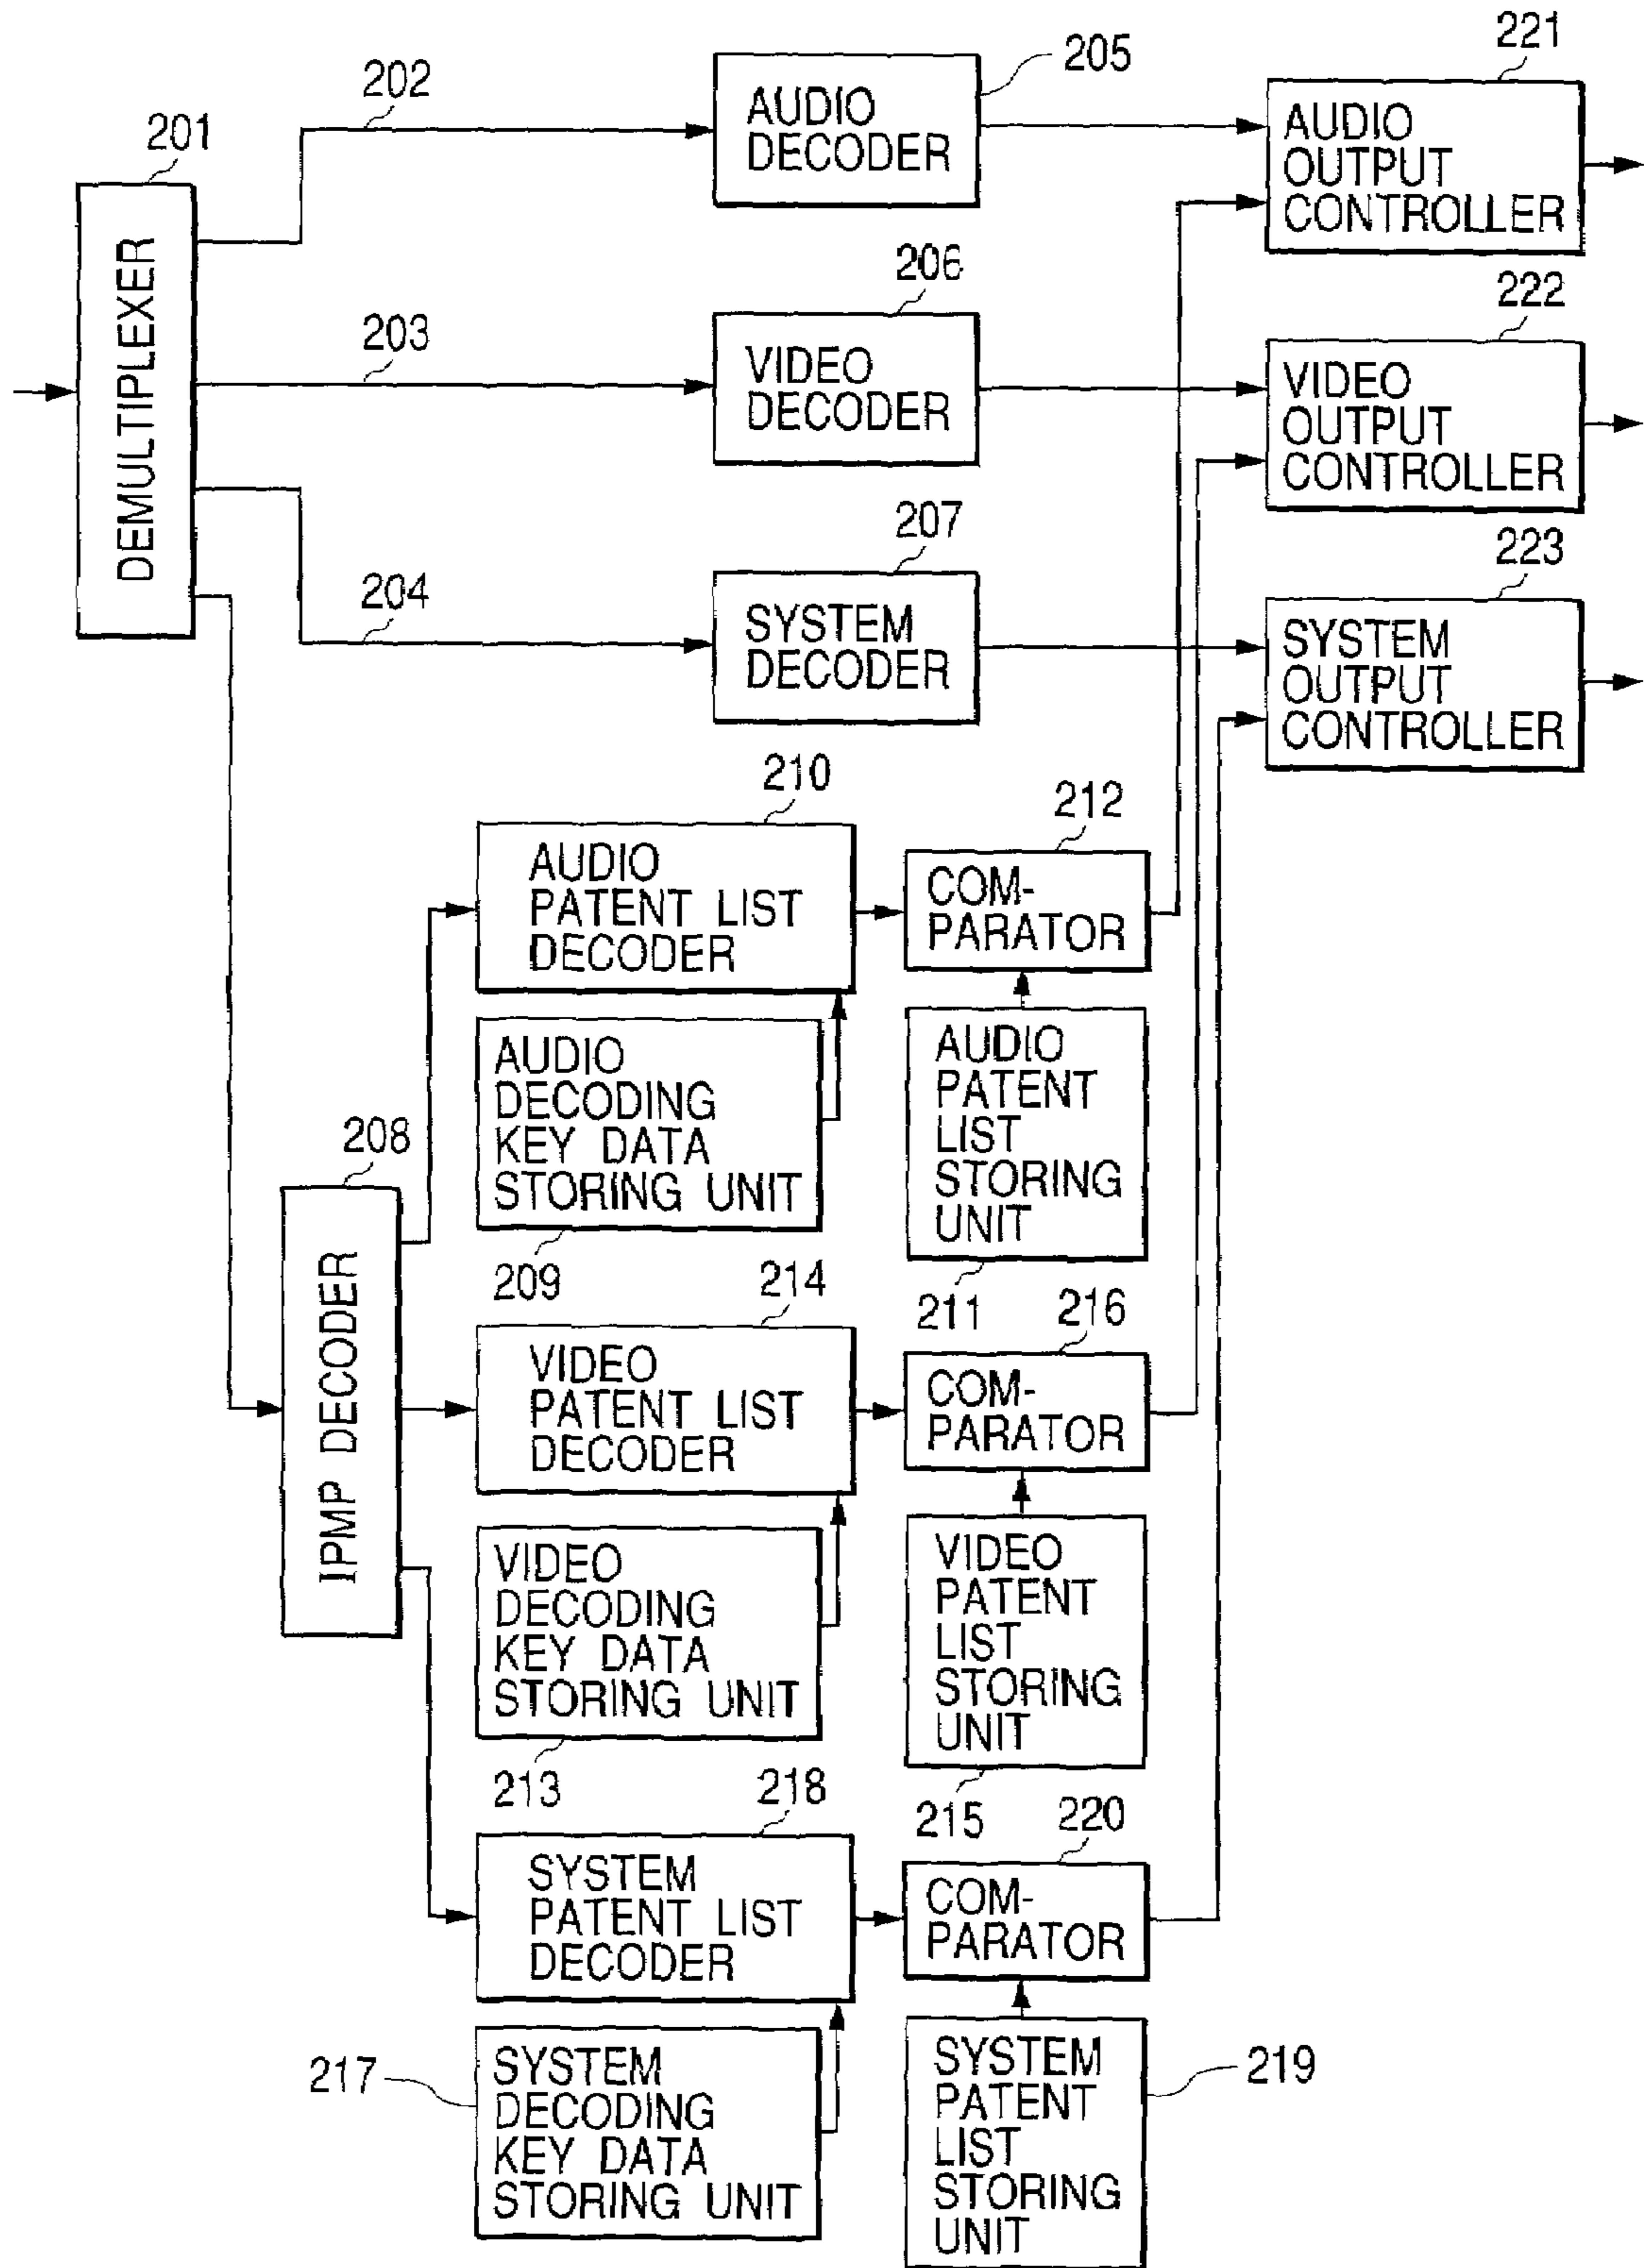 221
205
202
AUDIO
DECODER
AUDIO
OUTPUT
CONTROLLER
201
DEMULTIPLEXER
206
222
203
VIDEO
DECODER
VIDEO
OUTPUT
CONTROLLER
207
223
204
SYSTEM
DECODER
SYSTEM
OUTPUT
CONTROLLER
210
212
AUDIO
PATENT LIST
DECODER
COM-
PARATOR
AUDIO
DECODING
KEY DATA
STORING UNIT
AUDIO
PATENT
LIST
STORING
UNIT
208
IPMP DECODER
209
214
211
216
VIDEO
PATENT LIST
DECODER
COM-
PARATOR
VIDEO
DECODING
KEY DATA
STORING UNIT
VIDEO
PATENT
LIST
STORING
UNIT
213
218
215
220
SYSTEM
PATENT LIST
DECODER
COM-
PARATOR
217
SYSTEM
DECODING
KEY DATA
STORING UNIT
SYSTEM
PATENT
LIST
STORING
UNIT
219